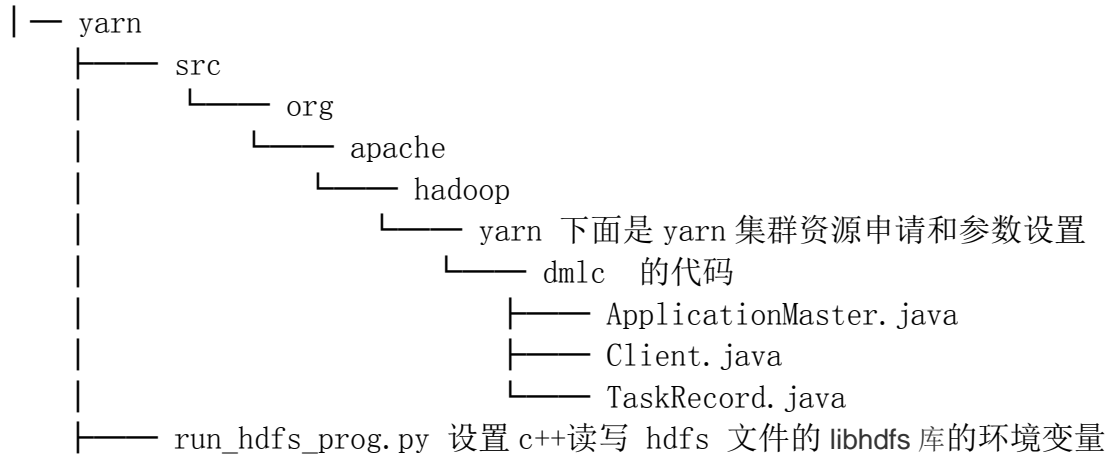 |— yarn
├── src
│ └── org
│ └── apache
│ └── hadoop
│ └── yarn 下面是 yarn 集群资源申请和参数设置
│ └── dmlc 的代码
│ ├── ApplicationMaster.java
│ ├── Client.java
│ └── TaskRecord.java
├── run_hdfs_prog.py 设置 c++读写 hdfs 文件的 libhdfs 库的环境变量